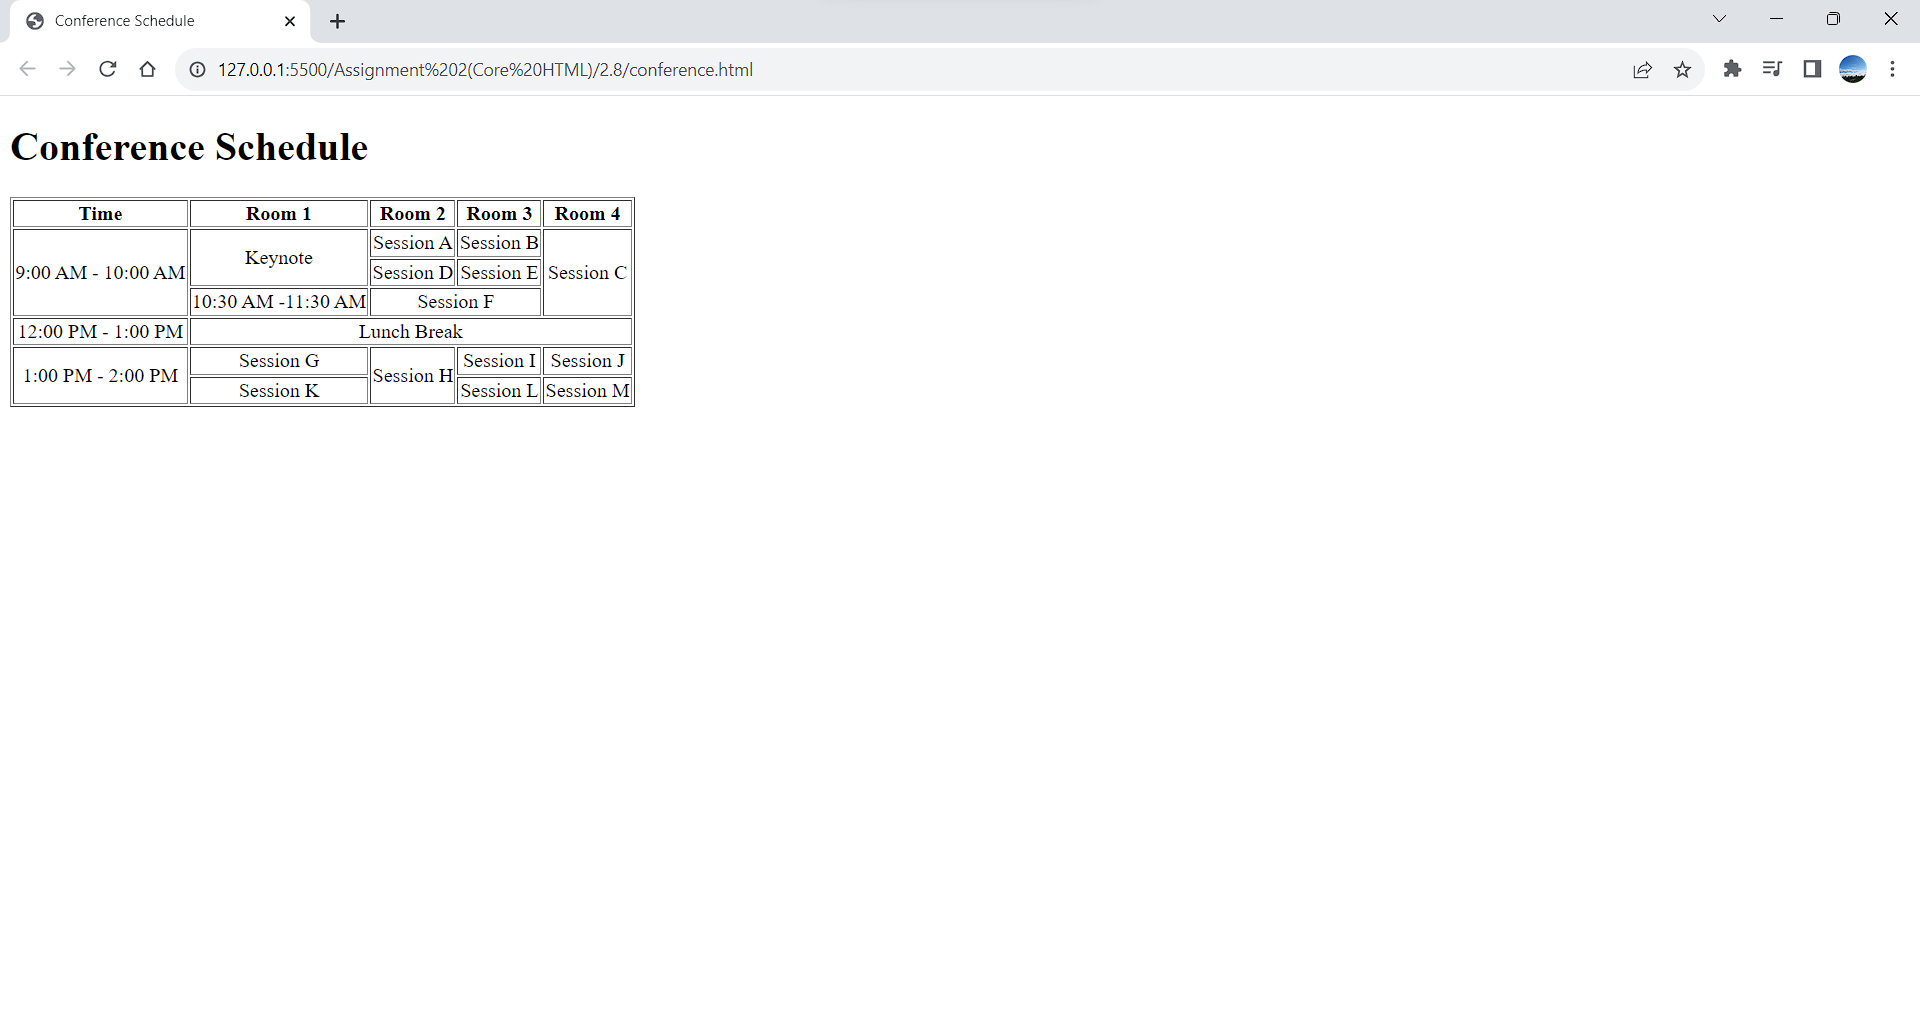 Conference Schedule
127.0.0.1:5500/Assignment%202(Core%20HTML)/2.8/conference.html
Conference Schedule
Time Room 1 Room 2 Room 3 Room 4
9:00 AM - 10:00 AM Keynote Session A Session B Session C
Session D Session E
10:30 AM -11:30 AM Session F
12:00 PM - 1:00 PM Lunch Break
1:00 PM - 2:00 PM Session G Session H Session I Session J
Session K Session L Session M